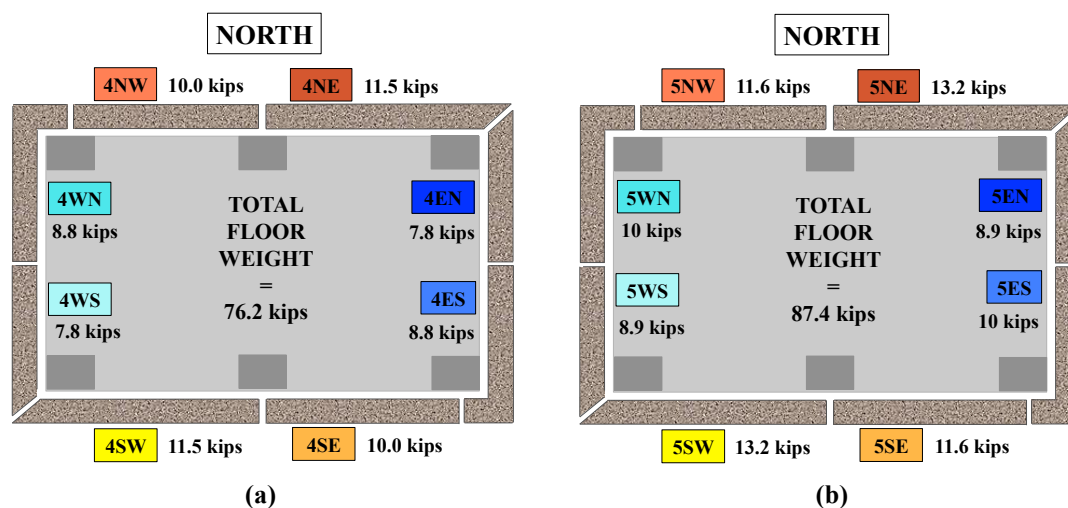 NORTH
4NW 10.0 kips 4NE 11.5 kips
4WN
8.8 kips
4EN
7.8 kips
TOTAL
FLOOR
WEIGHT
=
76.2 kips
4WS
7.8 kips
4ES
8.8 kips
4SW 11.5 kips 4SE 10.0 kips
(a)
NORTH
5NW 11.6 kips 5NE 13.2 kips
5WN
10 kips
5EN
8.9 kips
TOTAL
FLOOR
WEIGHT
=
87.4 kips
5WS
8.9 kips
5ES
10 kips
5SW 13.2 kips 5SE 11.6 kips
(b)